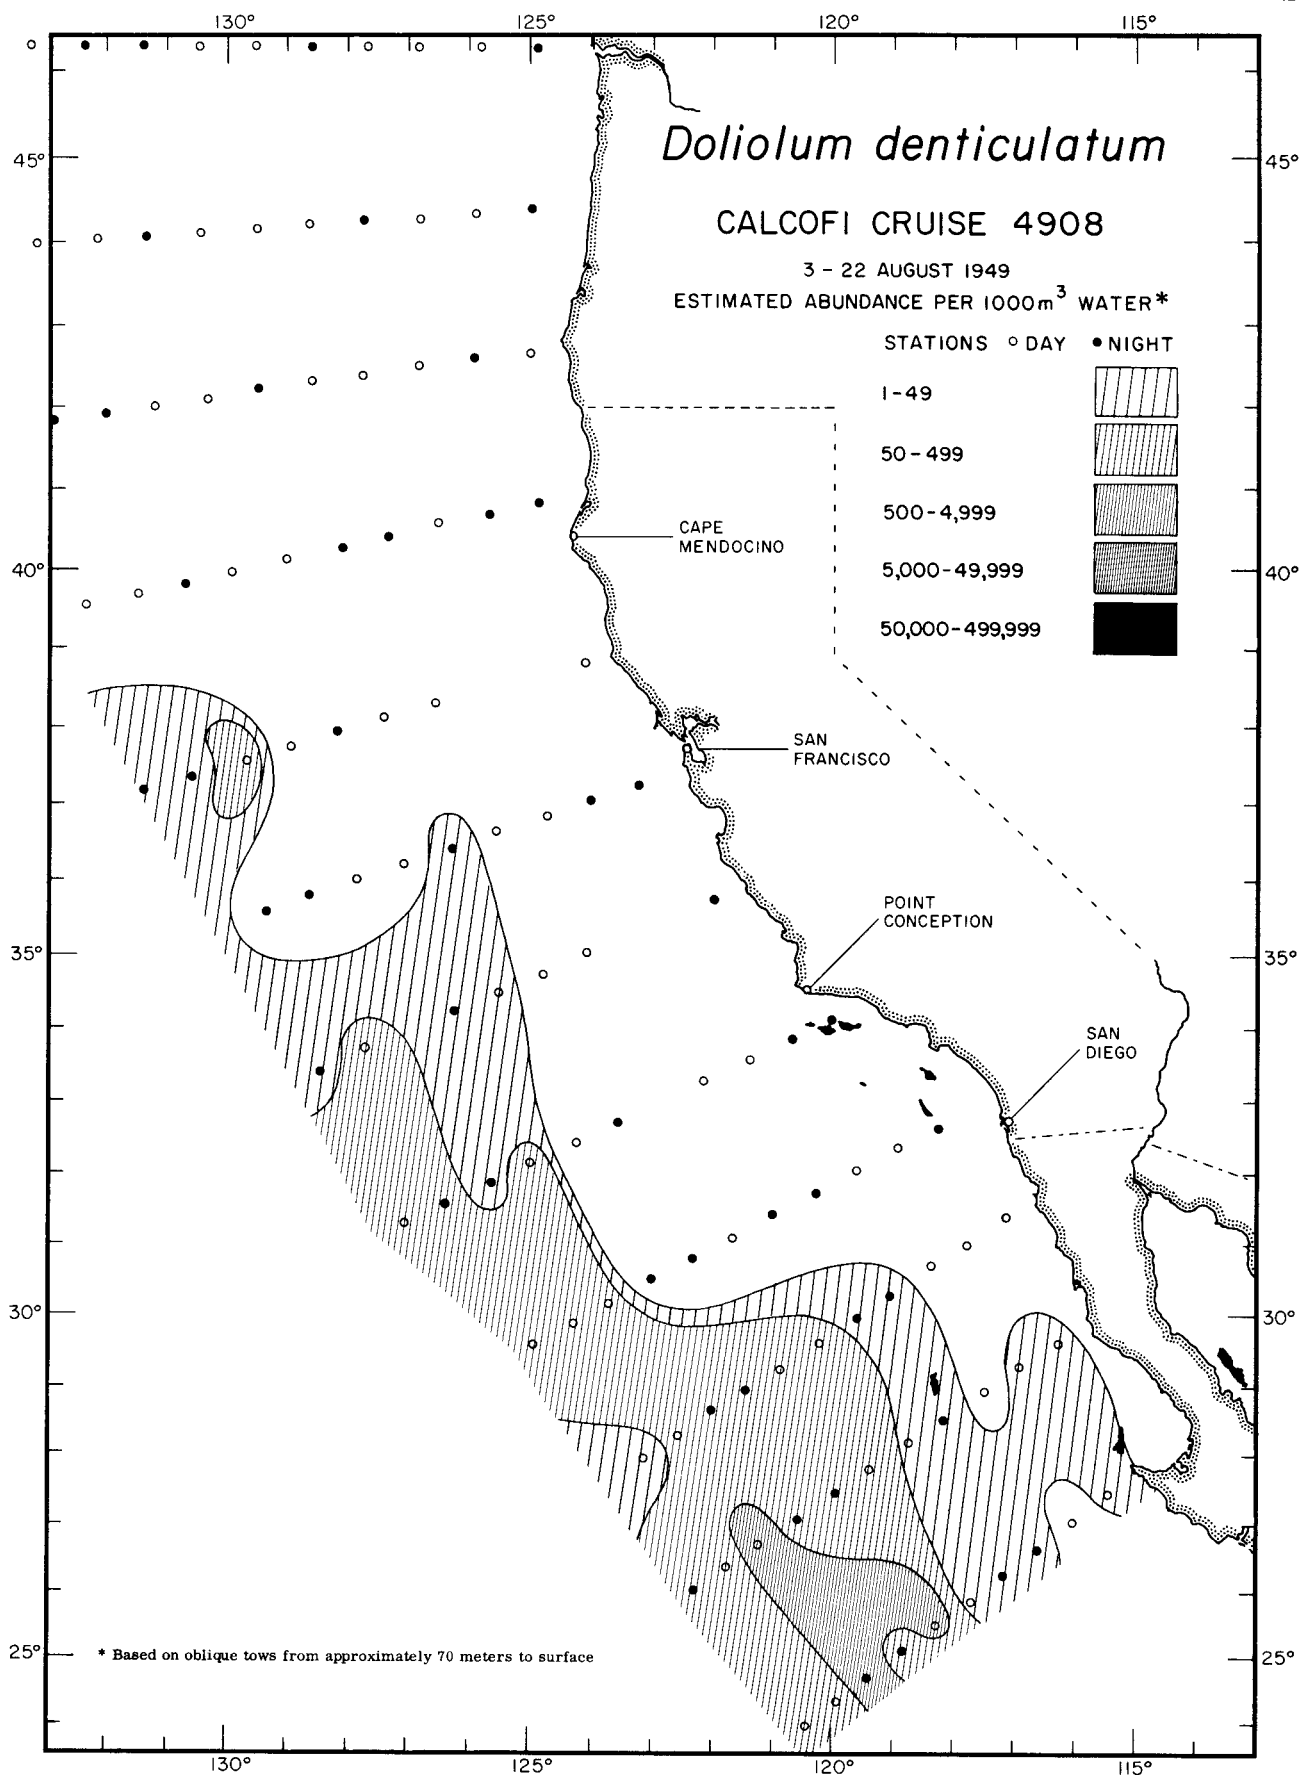 130° 125° 120° 115°
Doliolum denticulatum
CALCOFI CRUISE 4908
3 - 22 AUGUST 1949
ESTIMATED ABUNDANCE PER 1000m³ WATER*
STATIONS ○ DAY ● NIGHT
1-49
50-499
500-4,999
5,000-49,999
50,000-499,999
45° 45°
CAPE
MENDOCINO
40° 40°
SAN
FRANCISCO
POINT
CONCEPTION
35° 35°
SAN
DIEGO
30° 30°
25° 25°
* Based on oblique tows from approximately 70 meters to surface
130° 125° 120° 115°